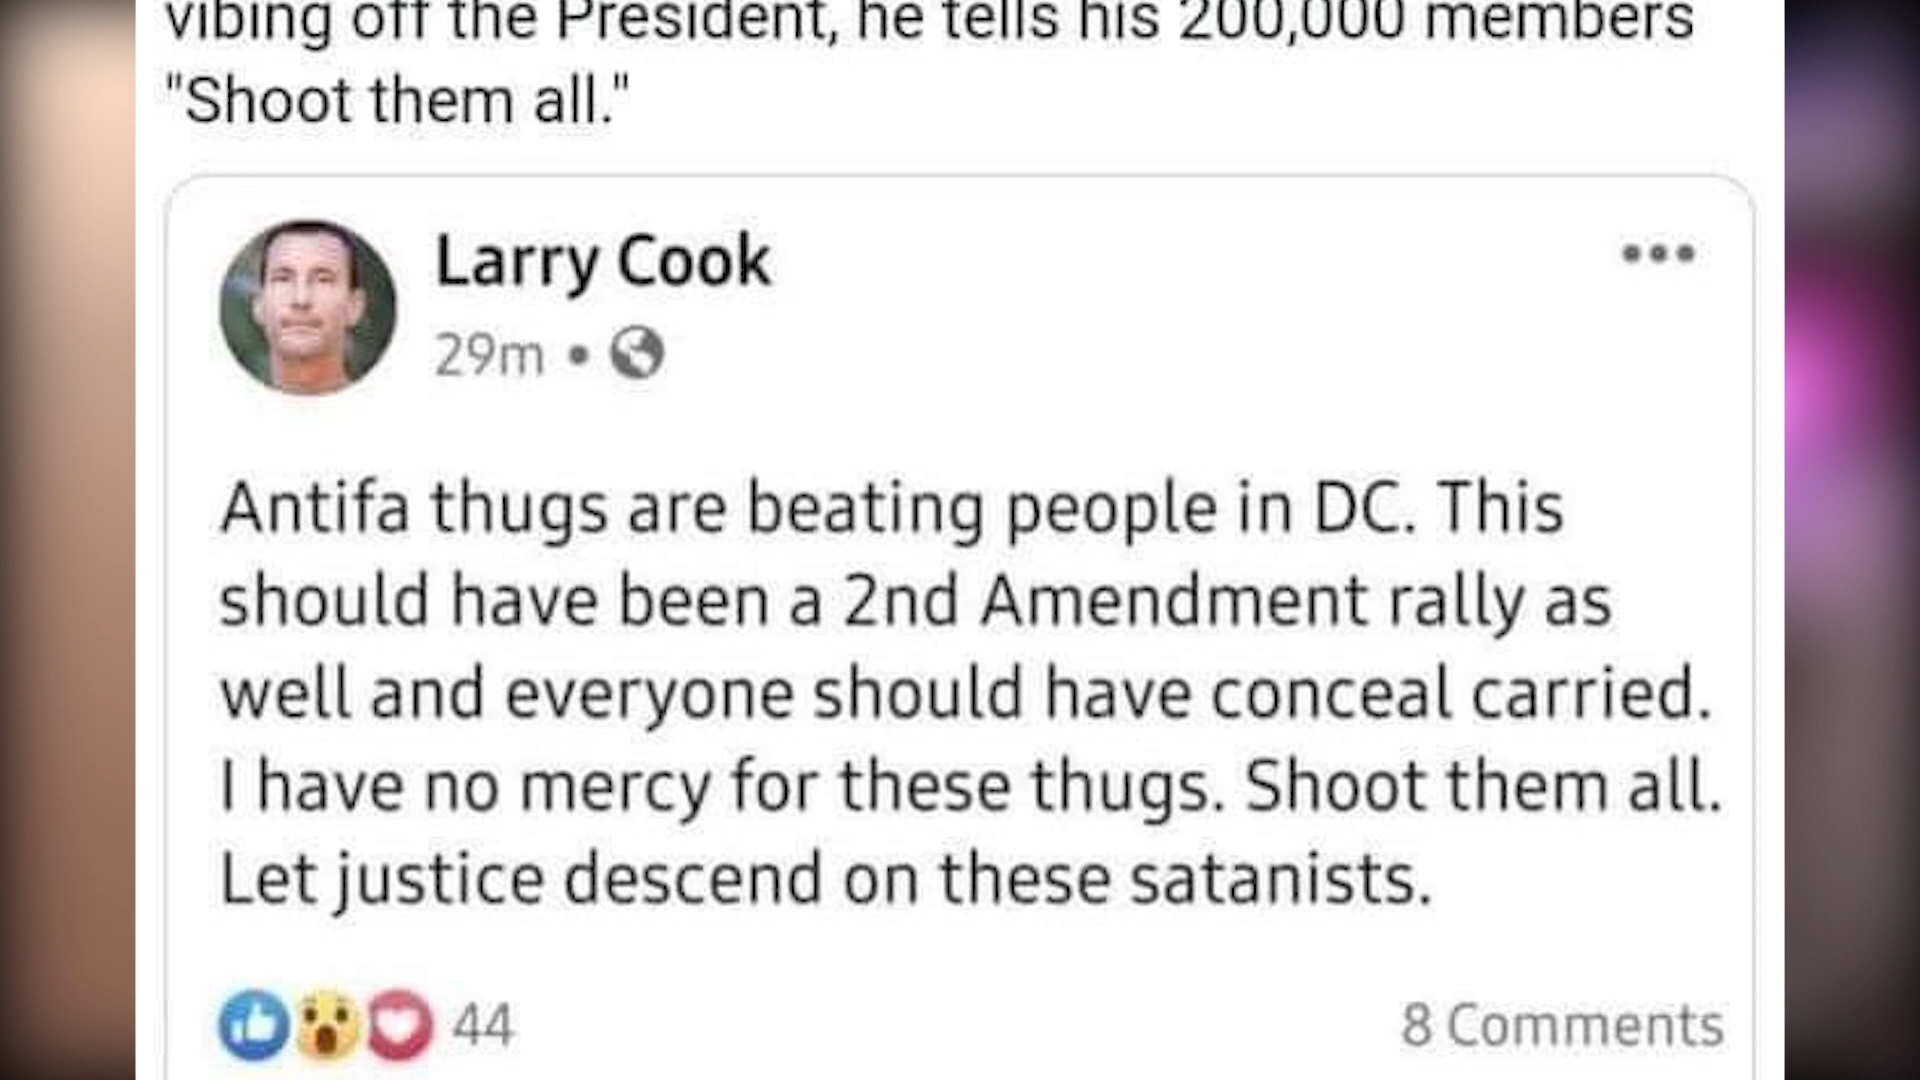 vibing off the President, he tells his 200,000 members
"Shoot them all."
Larry Cook
29m •
Antifa thugs are beating people in DC. This
should have been a 2nd Amendment rally as
well and everyone should have conceal carried.
I have no mercy for these thugs. Shoot them all.
Let justice descend on these satanists.
44
8 Comments